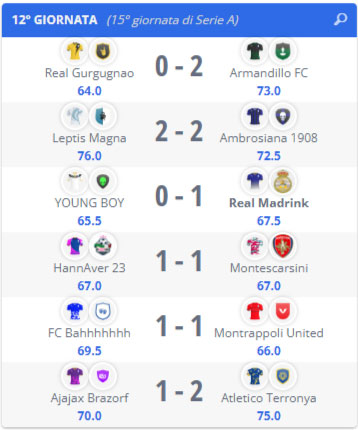 12° GIORNATA (15° giornata di Serie A)
0 - 2
Real Gurgugnao Armandillo FC
64.0 73.0
2 - 2
Leptis Magna Ambrosiana 1908
76.0 72.5
0 - 1
YOUNG BOY Real Madrink
65.5 67.5
1 - 1
HannAver 23 Montescarsini
67.0 67.0
1 - 1
FC Bahhhhhhh Montrappoli United
69.5 66.0
1 - 2
Ajajax Brazorf Atletico Terronya
70.0 75.0